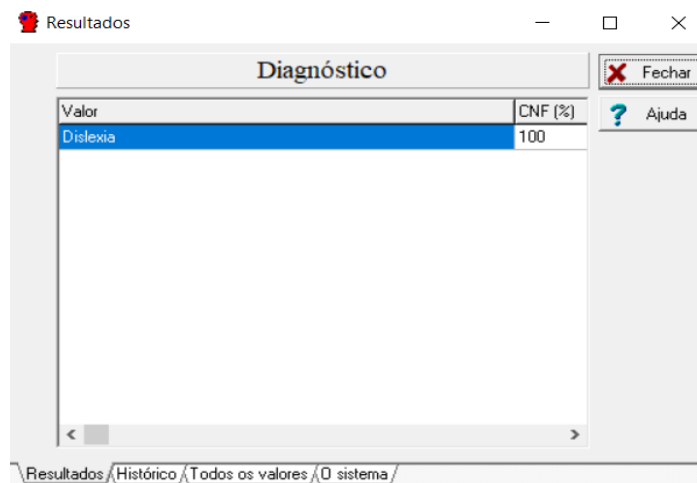 Resultados
Diagnóstico
Fechar
Valor CNF (%)
Ajuda
Dislexia 100
Resultados Histórico Todos os valores O sistema